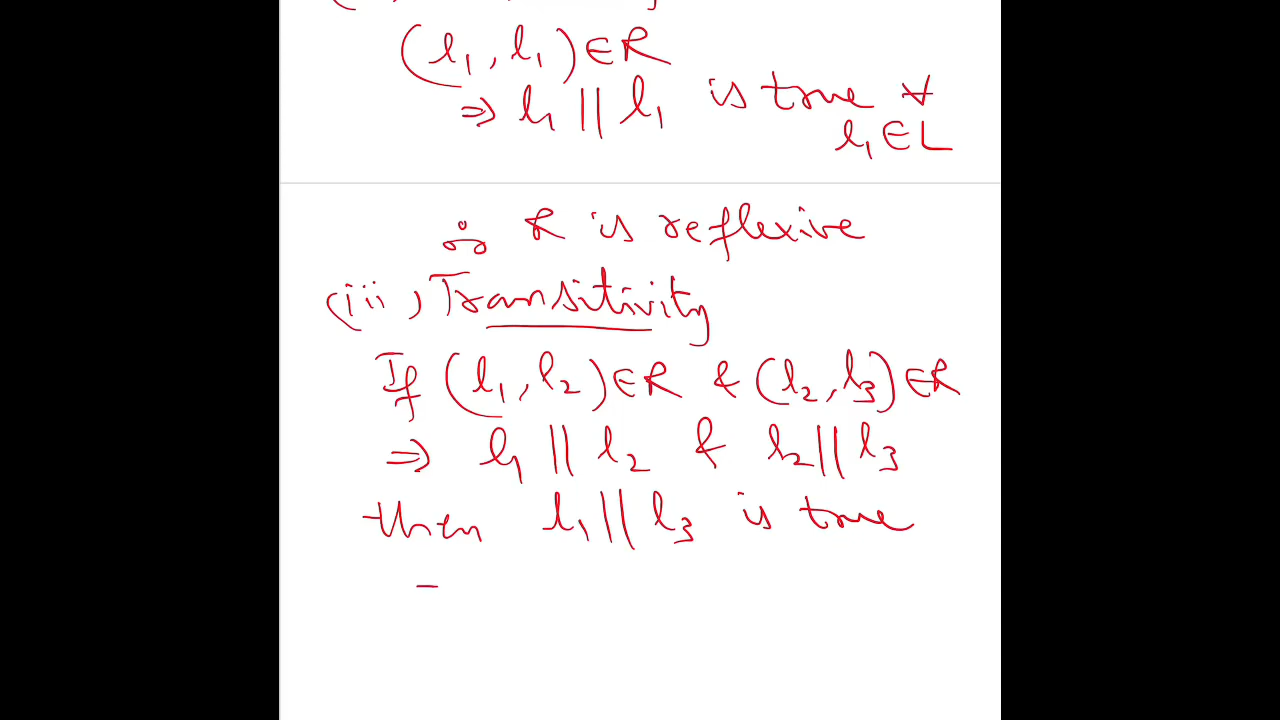 (l₁, l₁) ∈ R
⇒ l₁ || l₁ is true ∀
l₁ ∈ L
∴ R is reflexive
(iii) Transitivity
If (l₁, l₂) ∈ R & (l₂, l₃) ∈ R
⇒ l₁ || l₂ & l₂ || l₃
then l₁ || l₃ is true